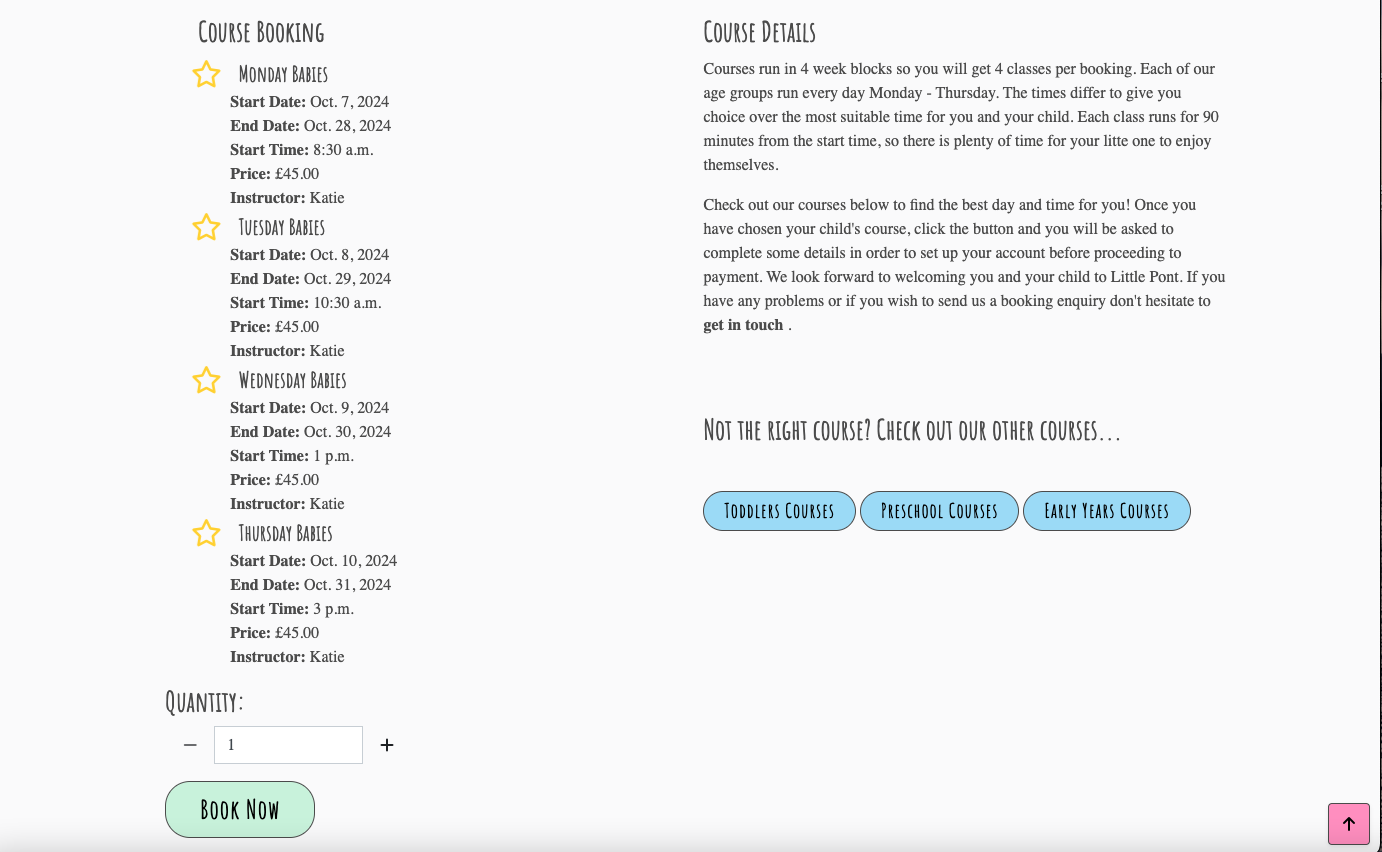 Course Booking
Monday Babies
Start Date: Oct. 7, 2024
End Date: Oct. 28, 2024
Start Time: 8:30 a.m.
Price: £45.00
Instructor: Katie
Tuesday Babies
Start Date: Oct. 8, 2024
End Date: Oct. 29, 2024
Start Time: 10:30 a.m.
Price: £45.00
Instructor: Katie
Wednesday Babies
Start Date: Oct. 9, 2024
End Date: Oct. 30, 2024
Start Time: 1 p.m.
Price: £45.00
Instructor: Katie
Thursday Babies
Start Date: Oct. 10, 2024
End Date: Oct. 31, 2024
Start Time: 3 p.m.
Price: £45.00
Instructor: Katie
Quantity:
− 1 +
Book Now
Course Details
Courses run in 4 week blocks so you will get 4 classes per booking. Each of our
age groups run every day Monday - Thursday. The times differ to give you
choice over the most suitable time for you and your child. Each class runs for 90
minutes from the start time, so there is plenty of time for your litte one to enjoy
themselves.
Check out our courses below to find the best day and time for you! Once you
have chosen your child's course, click the button and you will be asked to
complete some details in order to set up your account before proceeding to
payment. We look forward to welcoming you and your child to Little Pont. If you
have any problems or if you wish to send us a booking enquiry don't hesitate to
get in touch .
Not the right course? Check out our other courses...
Toddlers Courses Preschool Courses Early Years Courses